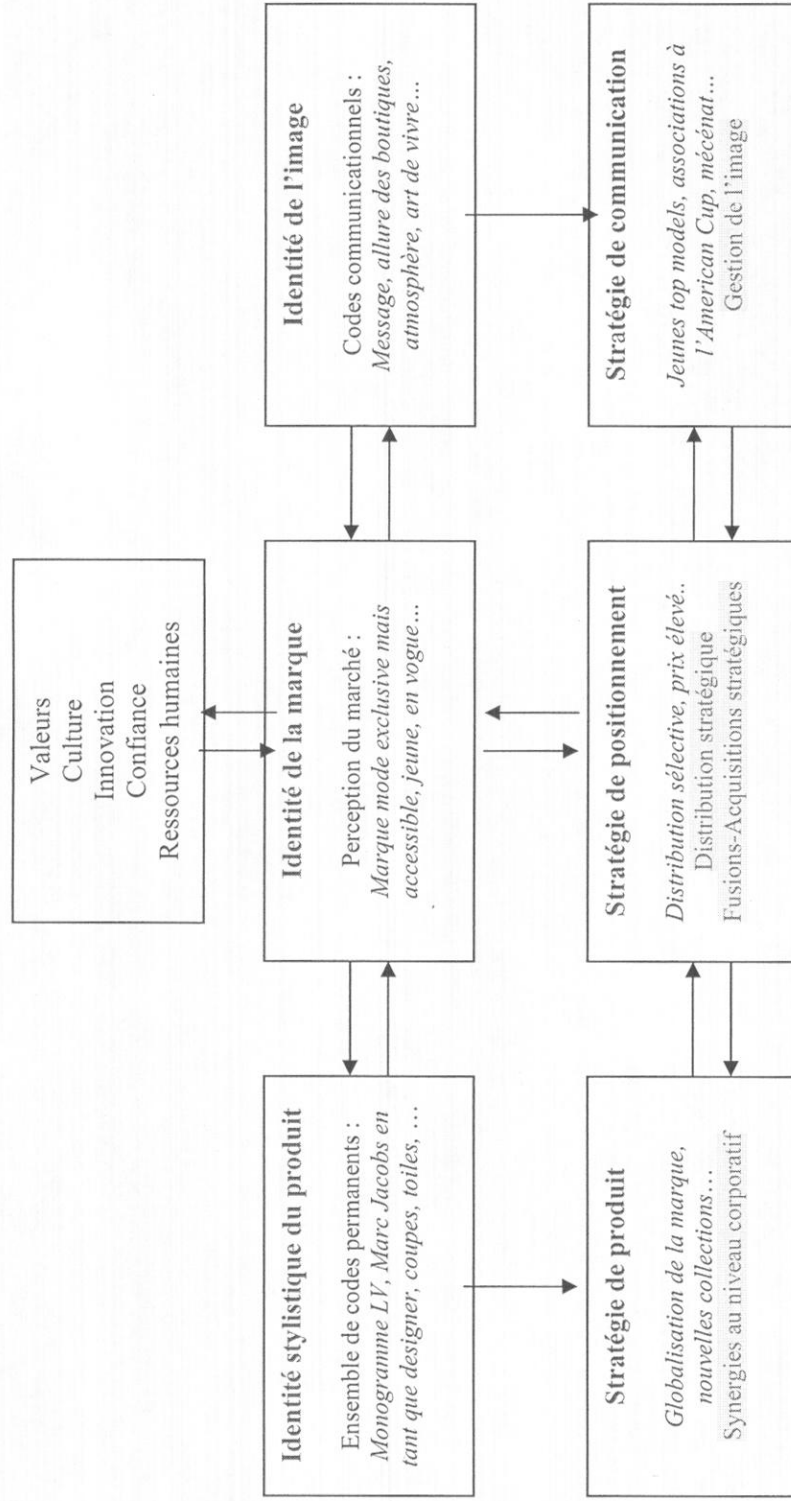 Valeurs
Culture
Innovation
Confiance
Ressources humaines
Identité stylistique du produit
Ensemble de codes permanents :
Monogramme LV, Marc Jacobs en
tant que designer, coupes, toiles, …
Identité de la marque
Perception du marché :
Marque mode exclusive mais
accessible, jeune, en vogue…
Identité de l’image
Codes communicationnels :
Message, allure des boutiques,
atmosphère, art de vivre…
Stratégie de produit
Globalisation de la marque,
nouvelles collections…
Synergies au niveau corporatif
Stratégie de positionnement
Distribution sélective, prix élevé..
Distribution stratégique
Fusions-Acquisitions stratégiques
Stratégie de communication
Jeunes top models, associations à
l’American Cup, mécénat…
Gestion de l’image